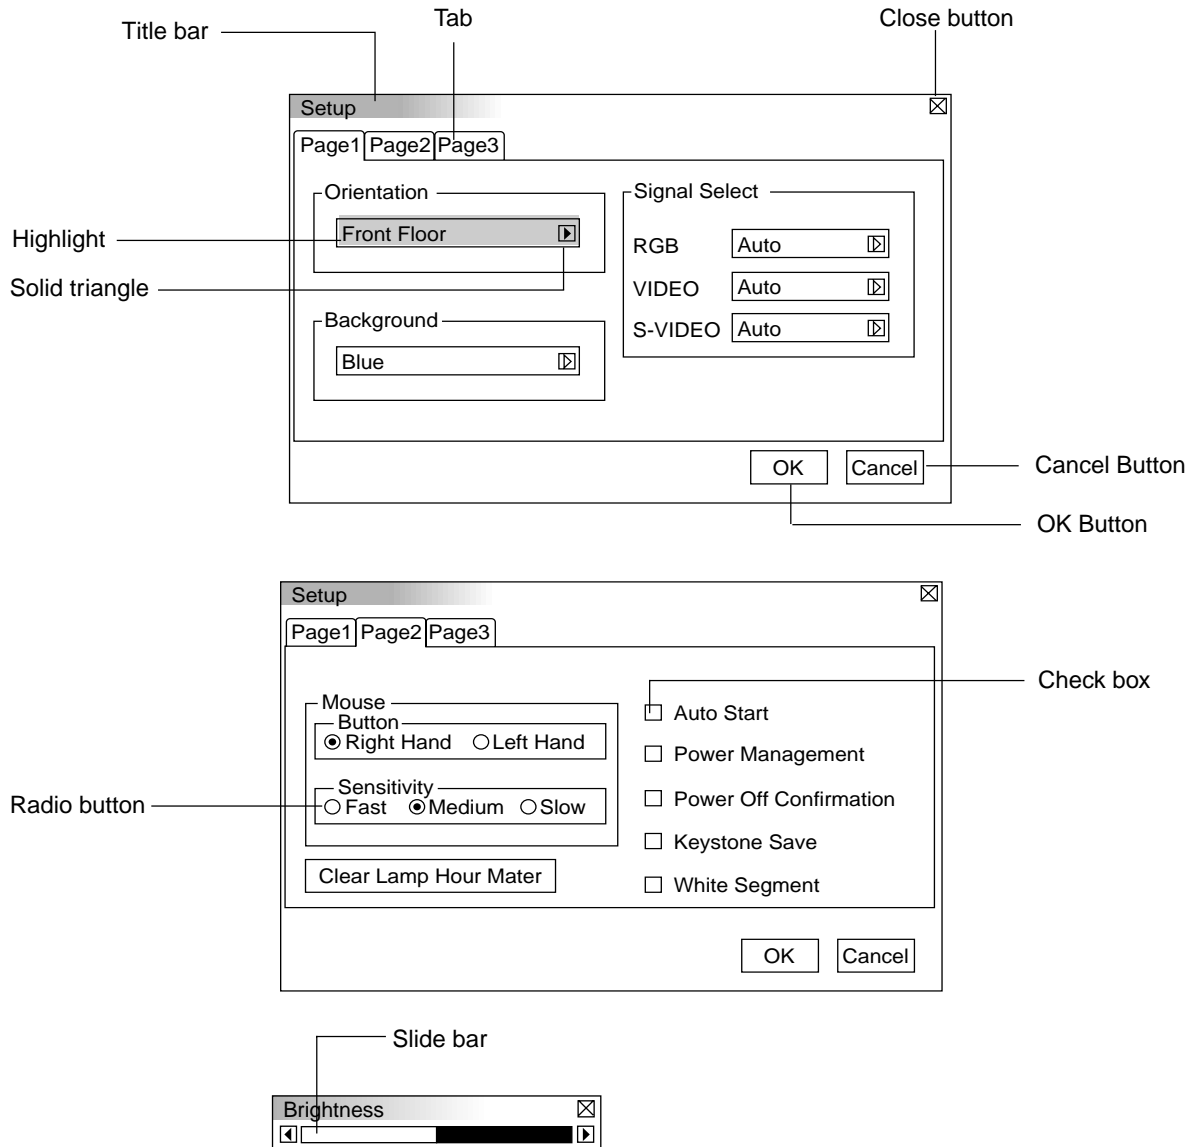 Tab
Close button
Title bar
Setup
Page1 Page2 Page3
Orientation
Front Floor
Highlight
Solid triangle
Background
Blue
Signal Select
RGB Auto
VIDEO Auto
S-VIDEO Auto
OK Cancel
Cancel Button
OK Button
Setup
Page1 Page2 Page3
Mouse
Button
Right Hand Left Hand
Sensitivity
Fast Medium Slow
Radio button
Clear Lamp Hour Mater
Check box
Auto Start
Power Management
Power Off Confirmation
Keystone Save
White Segment
OK Cancel
Slide bar
Brightness